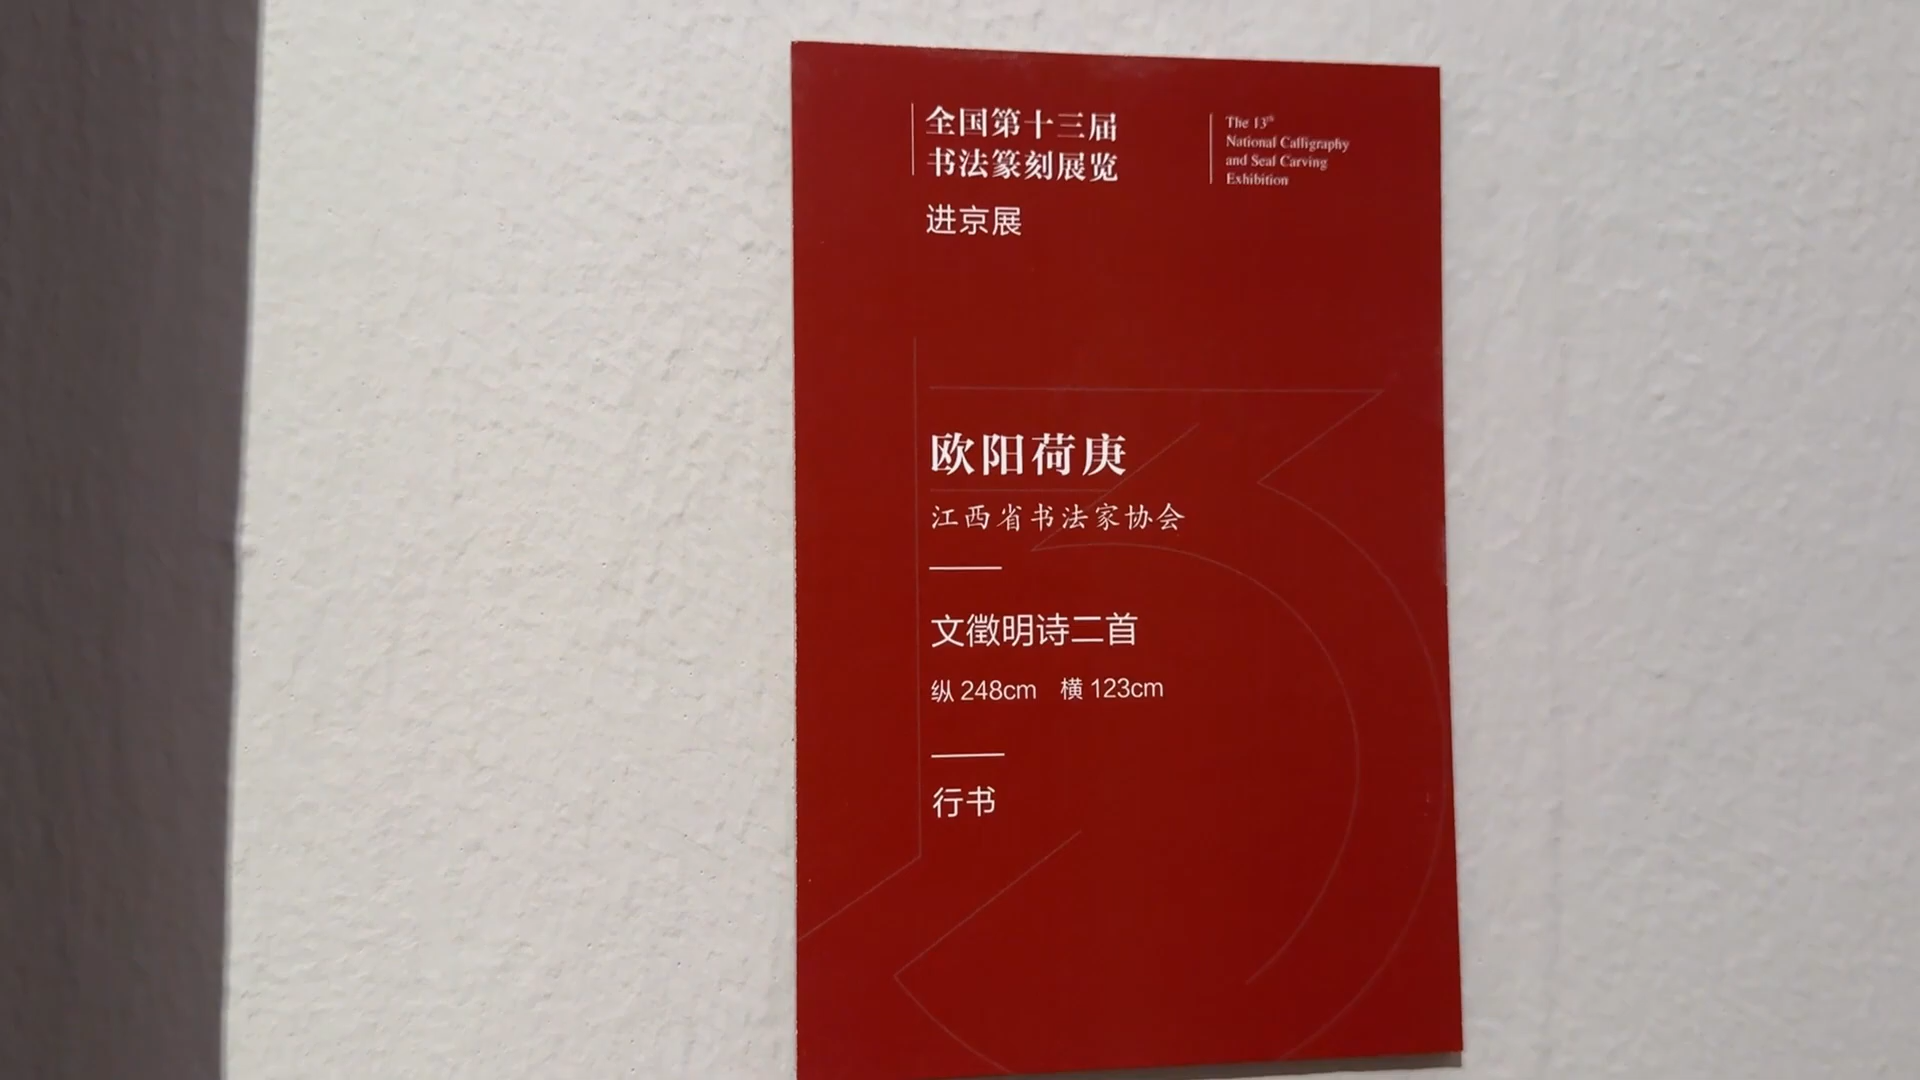 全国第十三届
书法篆刻展览
进京展
The 13th
National Calligraphy
and Seal Carving
Exhibition
欧阳荷庚
江西省书法家协会
文徵明诗二首
纵 248cm 横 123cm
行书